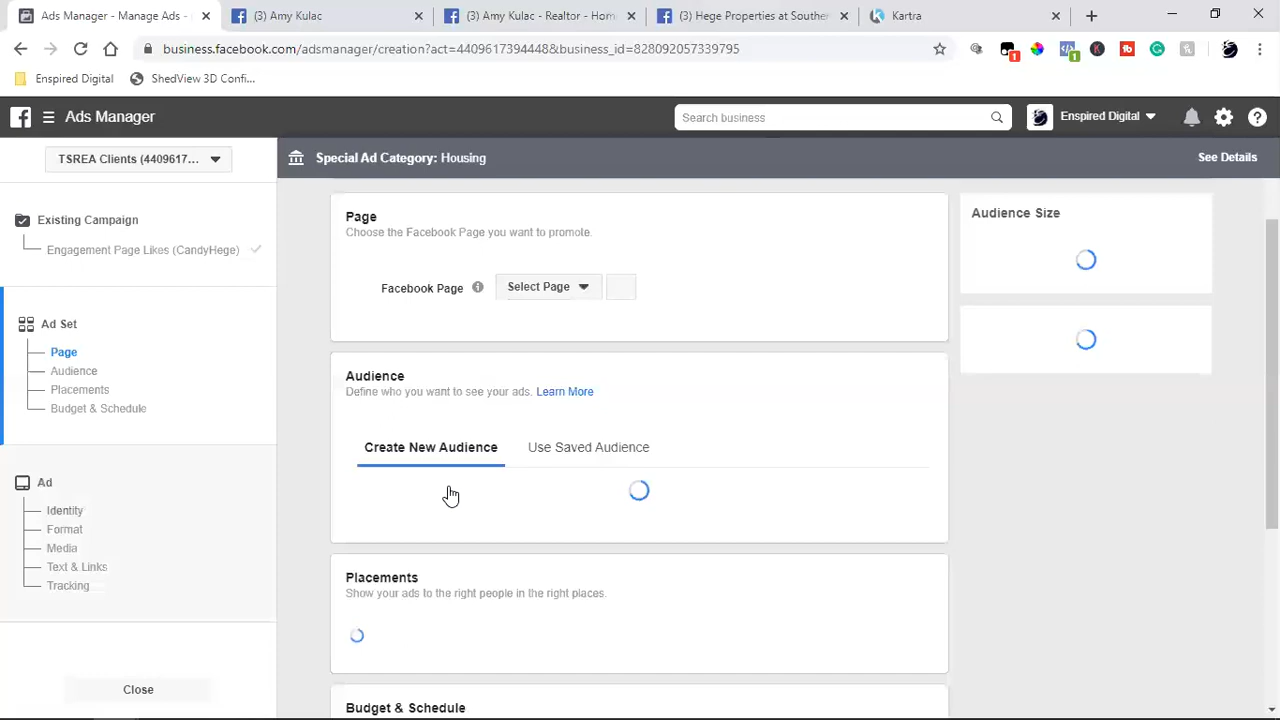 Ads Manager - Manage Ads -
(3) Amy Kulac
(3) Amy Kulac - Realtor - Hom
(3) Hege Properties at Souther
Kartra
business.facebook.com/adsmanager/creation?act=4409617394448&business_id=828092057339795
1
1
Enspired Digital
ShedView 3D Confi...
Ads Manager
Search business
Enspired Digital
TSREA Clients (4409617...
Special Ad Category: Housing
See Details
Existing Campaign
Engagement Page Likes (CandyHege)
Ad Set
Page
Audience
Placements
Budget & Schedule
Ad
Identity
Format
Media
Text & Links
Tracking
Close
Page
Choose the Facebook Page you want to promote.
Facebook Page
Select Page
Audience
Define who you want to see your ads. Learn More
Create New Audience
Use Saved Audience
Placements
Show your ads to the right people in the right places.
Budget & Schedule
Audience Size